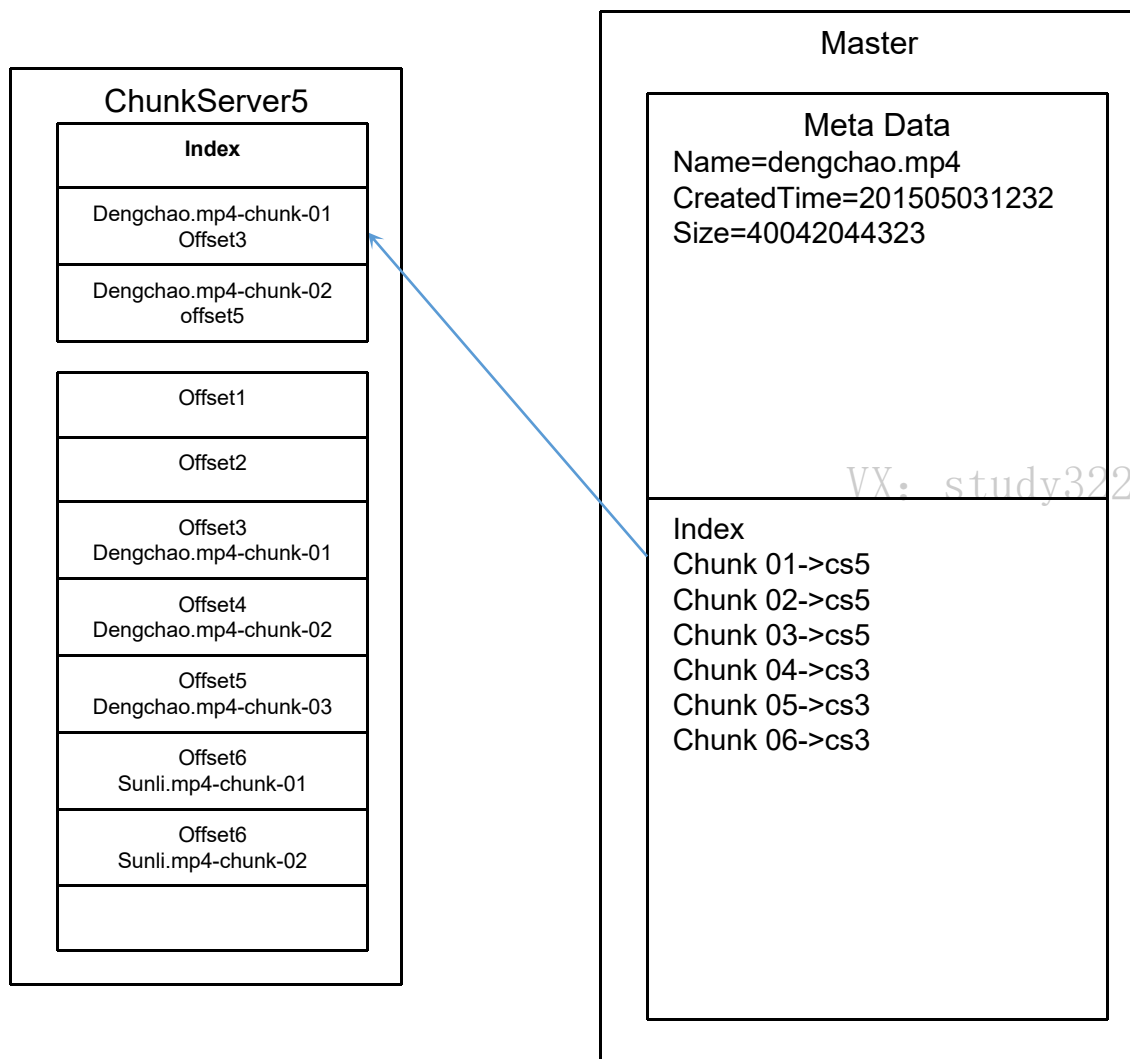 ChunkServer5
Index
Dengchao.mp4-chunk-01
Offset3
Dengchao.mp4-chunk-02
offset5
Offset1
Offset2
Offset3
Dengchao.mp4-chunk-01
Offset4
Dengchao.mp4-chunk-02
Offset5
Dengchao.mp4-chunk-03
Offset6
Sunli.mp4-chunk-01
Offset6
Sunli.mp4-chunk-02
Master
Meta Data
Name=dengchao.mp4
CreatedTime=201505031232
Size=40042044323
VX: study322
Index
Chunk 01->cs5
Chunk 02->cs5
Chunk 03->cs5
Chunk 04->cs3
Chunk 05->cs3
Chunk 06->cs3